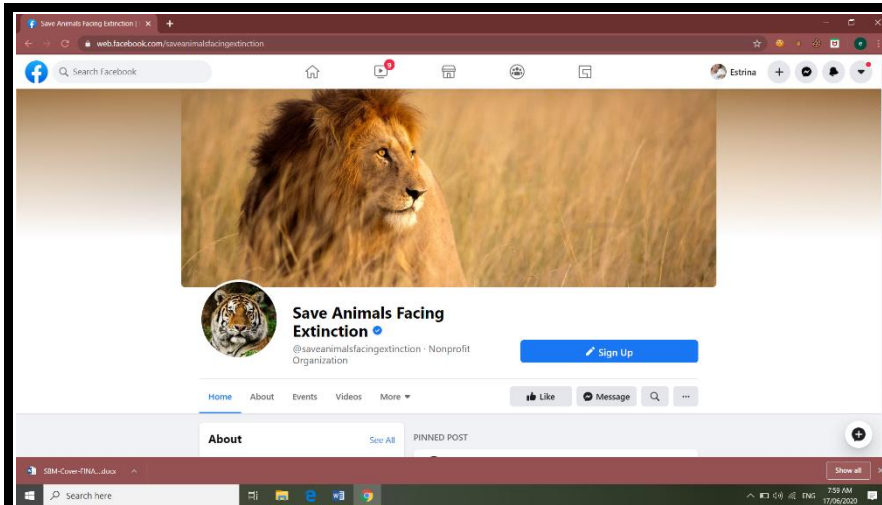 Save Animals Facing Extinction |
web.facebook.com/saveanimalsfacingextinction
Search Facebook
9
Estrina
Save Animals Facing
Extinction
@saveanimalsfacingextinction · Nonprofit
Organization
Sign Up
Home About Events Videos More
Like Message
About See All
PINNED POST
SBM-Cover-FINA...docx
Show all
Search here
ENG
7:59 AM
17/06/2020